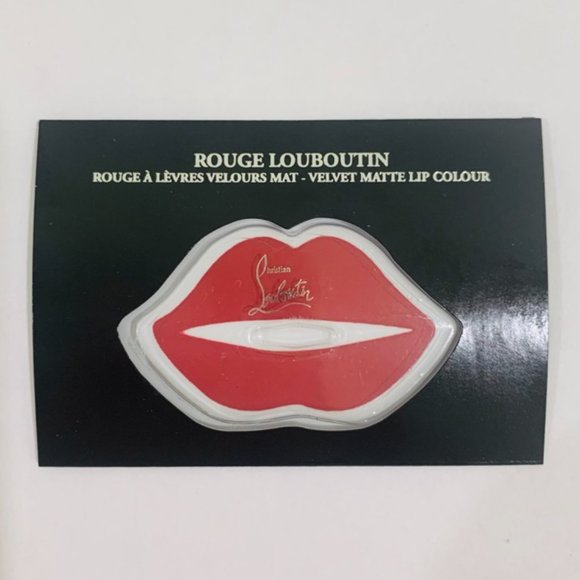 ROUGE LOUBOUTIN
ROUGE À LÈVRES VELOURS MAT - VELVET MATTE LIP COLOUR
Christian
Louboutin